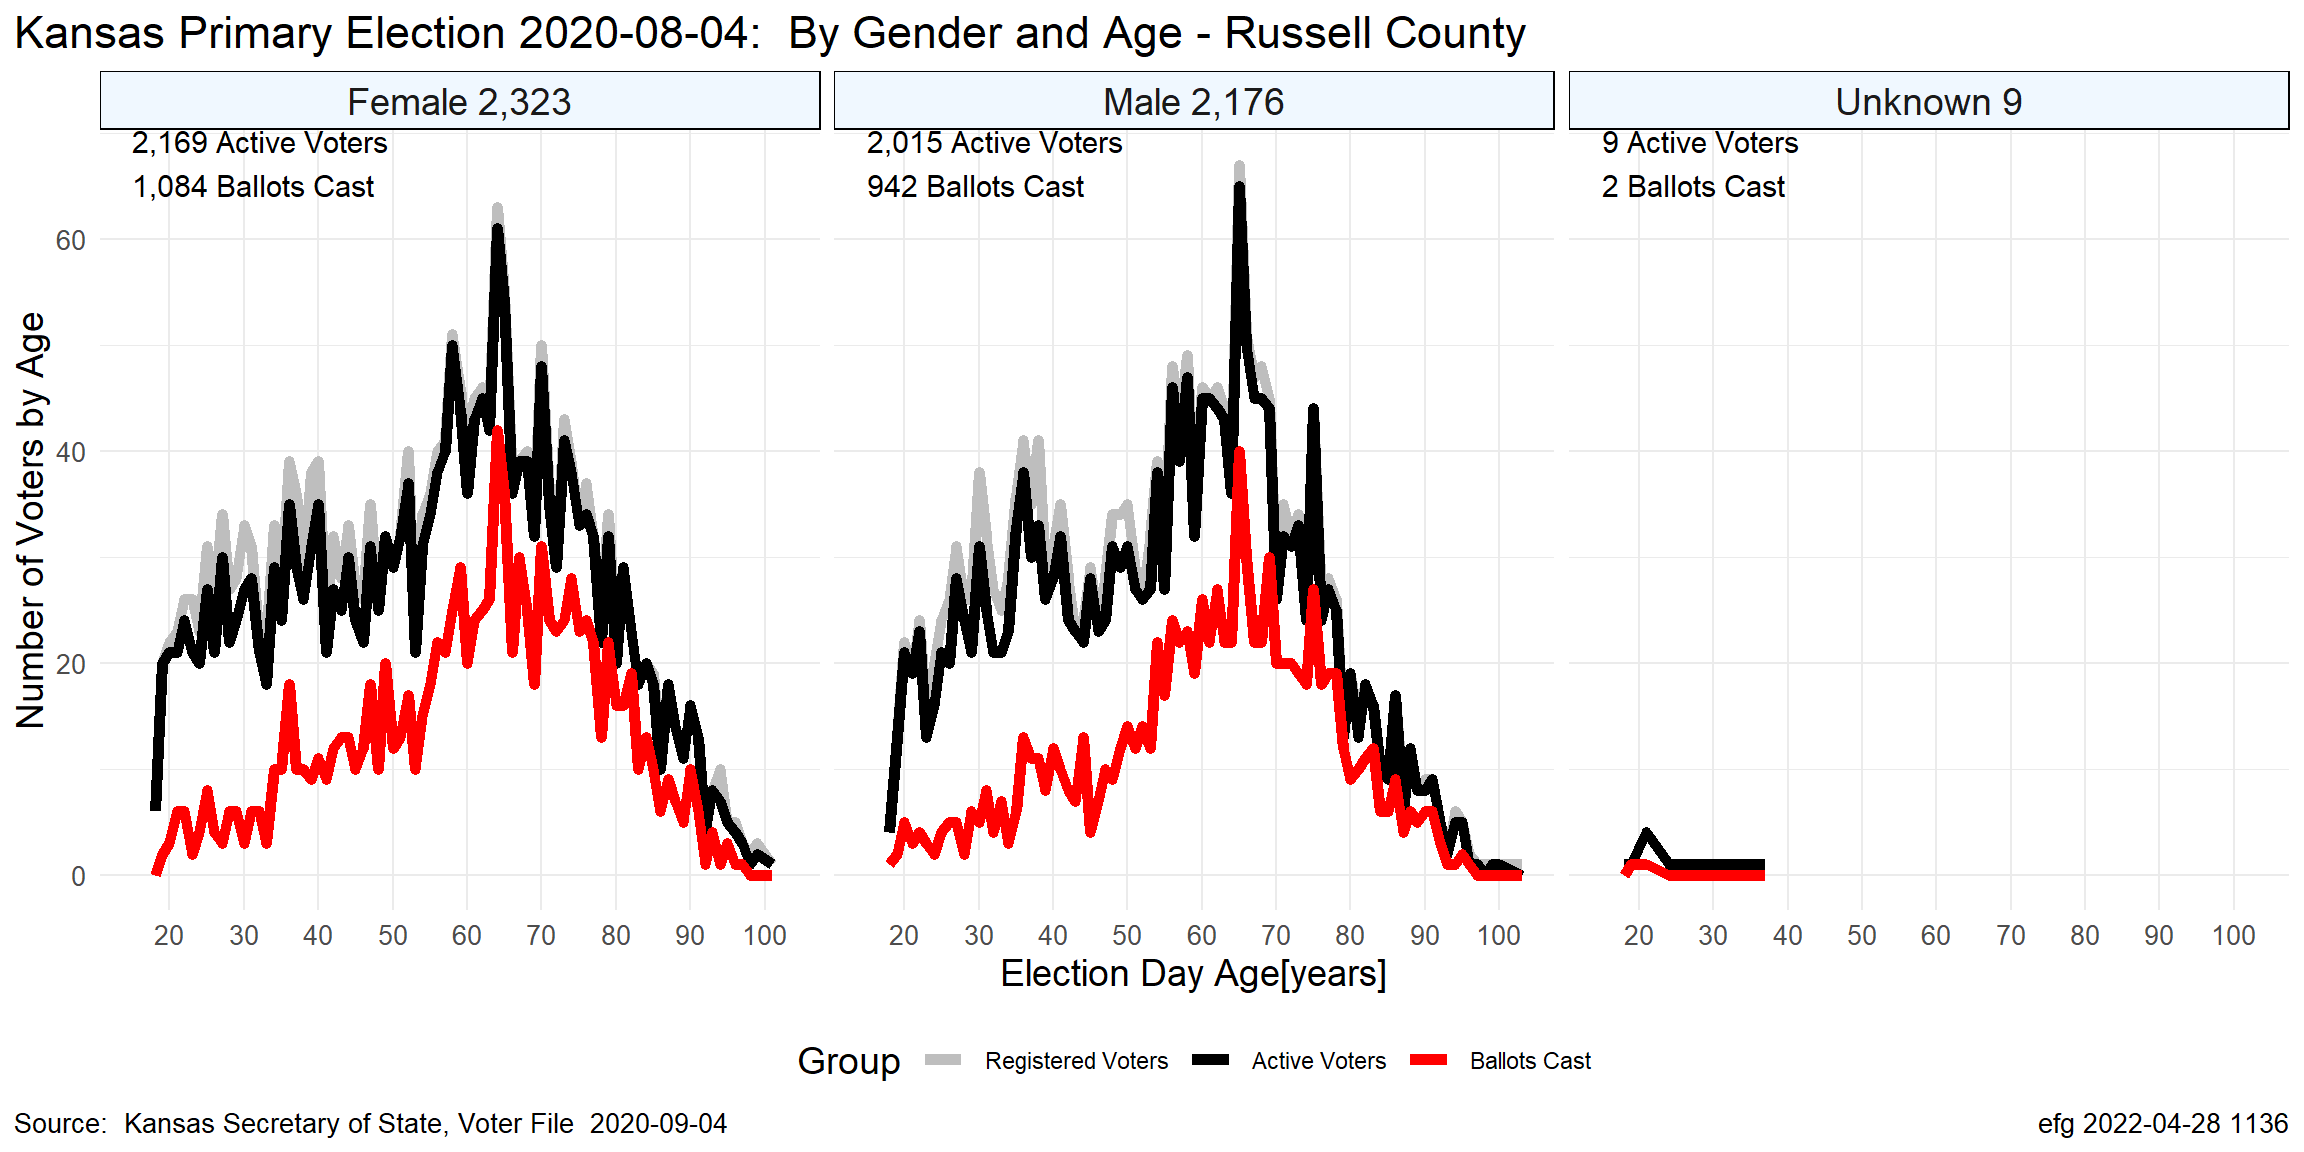 Kansas Primary Election 2020-08-04:  By Gender and Age - Russell County
Female 2,323
Male 2,176
Unknown 9
2,169 Active Voters
1,084 Ballots Cast
2,015 Active Voters
942 Ballots Cast
9 Active Voters
2 Ballots Cast
Number of Voters by Age
60
40
20
0
20 30 40 50 60 70 80 90 100
20 30 40 50 60 70 80 90 100
20 30 40 50 60 70 80 90 100
Election Day Age[years]
Group Registered Voters Active Voters Ballots Cast
Source:  Kansas Secretary of State, Voter File  2020-09-04
efg 2022-04-28 1136